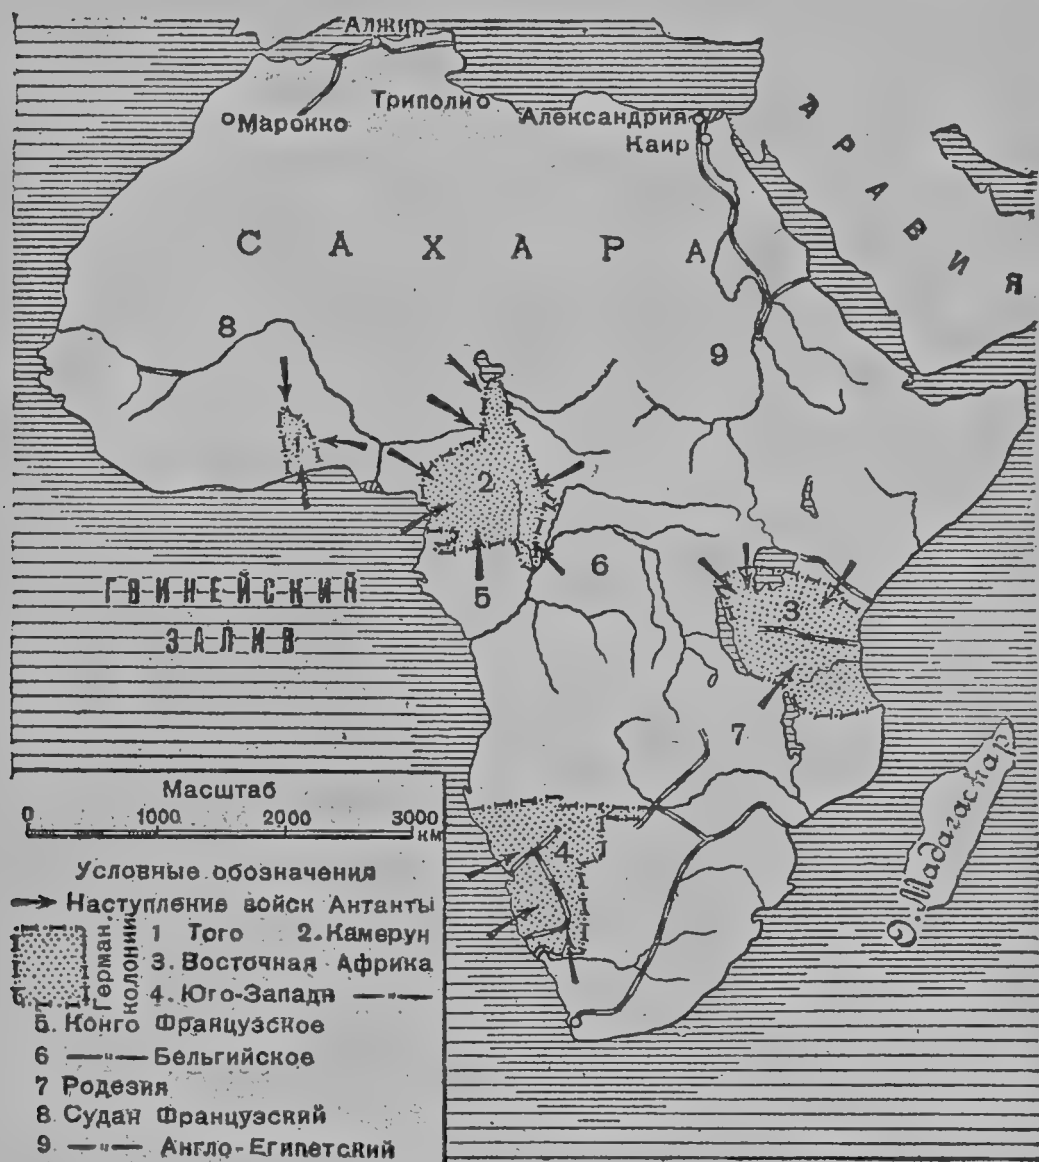 Алжир
Марокко
Триполи
Александрия
Каир
АРАВИЯ
САХАРА
8
9
1
2
6
5
3
ГВИНЕЙСКИЙ
ЗАЛИВ
7
4
О. Мадагаскар
Масштаб
0 1000 2000 3000
км
Условные обозначения
Наступление войск Антанты
Герман. колонии
1 Того 2. Камерун
3. Восточная Африка
4. Юго-Западн —〃—
5. Конго Французское
6 —〃— Бельгийское
7 Родезия
8 Судан Французский
9 —〃— Англо-Египетский